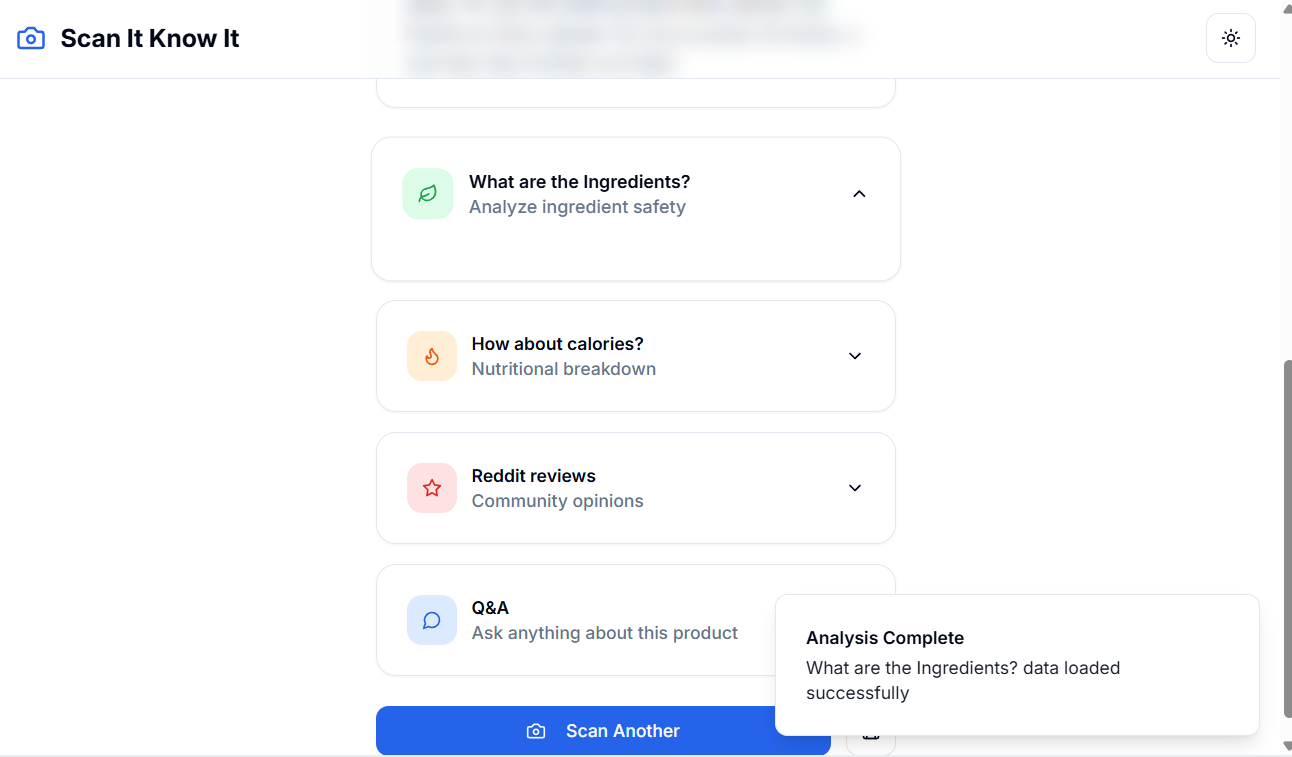 Scan It Know It
What are the Ingredients?
Analyze ingredient safety
How about calories?
Nutritional breakdown
Reddit reviews
Community opinions
Q&A
Ask anything about this product
Analysis Complete
What are the Ingredients? data loaded
successfully
Scan Another